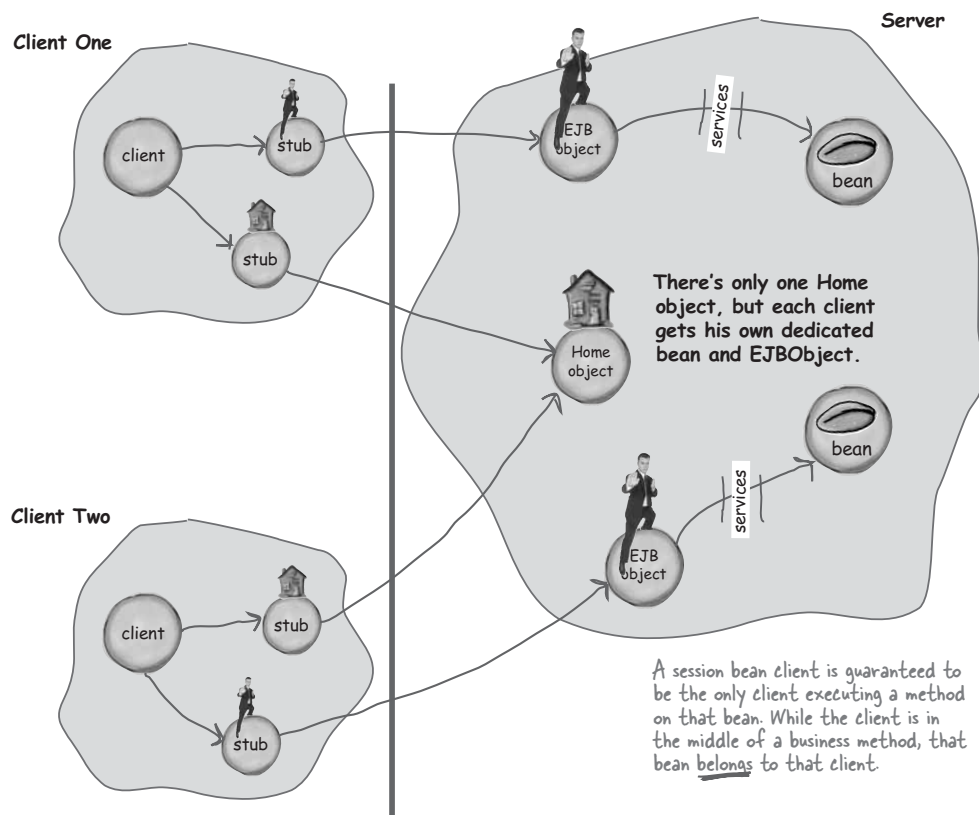 Server
Client One
client
stub
stub
EJB
object
services
bean
Home
object
There's only one Home
object, but each client
gets his own dedicated
bean and EJBObject.
bean
services
EJB
object
Client Two
client
stub
stub
A session bean client is guaranteed to
be the only client executing a method
on that bean. While the client is in
the middle of a business method, that
bean belongs to that client.